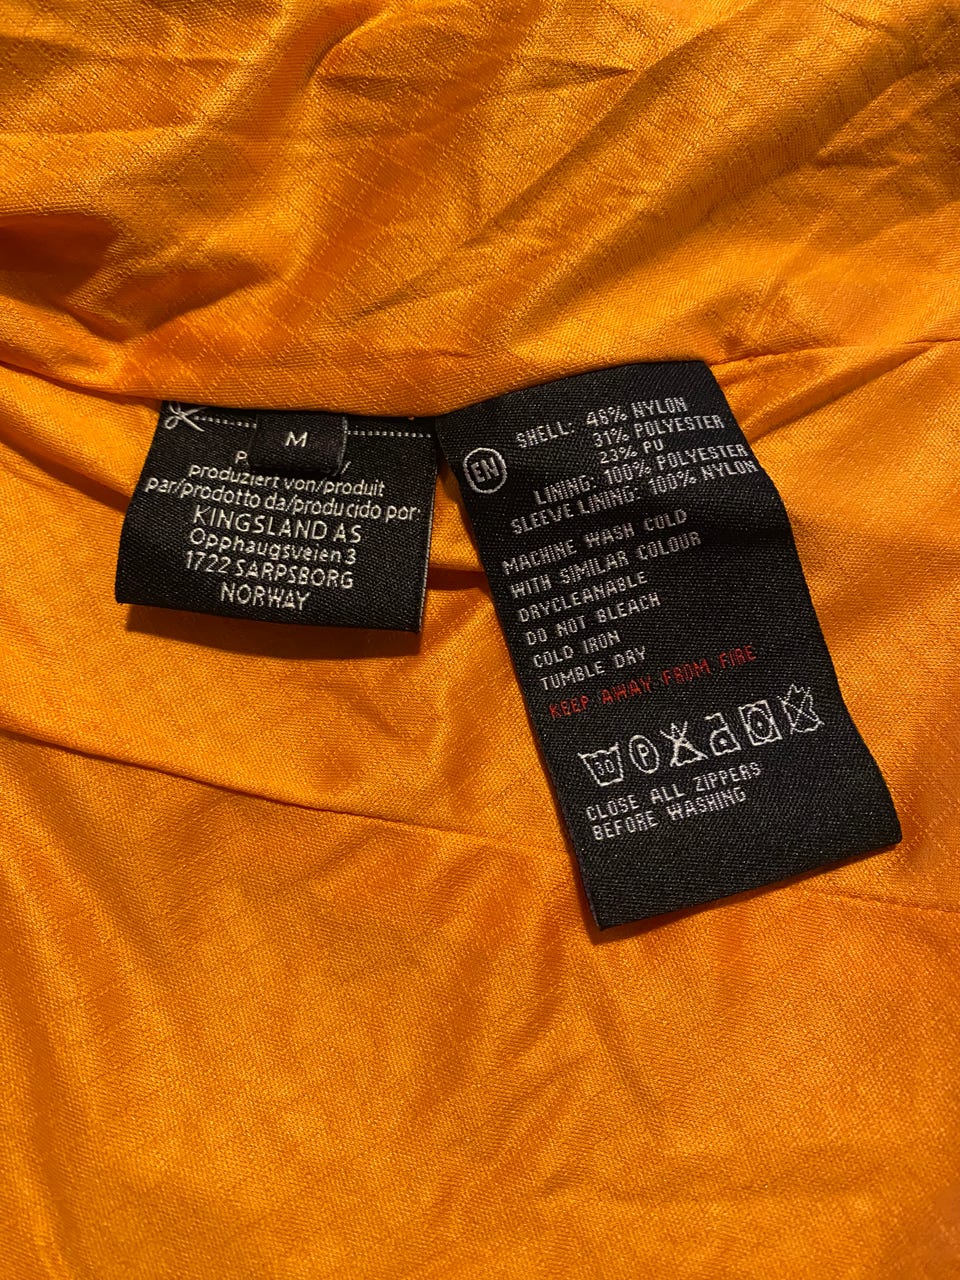 M
produziert von/produit
par/prodotto da/producido por:
KINGSLAND AS
Opphaugsveien 3
1722 SARPSBORG
NORWAY
EN
SHELL: 46% NYLON
31% POLYESTER
23% PU
LINING: 100% POLYESTER
SLEEVE LINING: 100% NYLON
MACHINE WASH COLD
WITH SIMILAR COLOUR
DRYCLEANABLE
DO NOT BLEACH
COLD IRON
TUMBLE DRY
KEEP AWAY FROM FIRE
30 P
CLOSE ALL ZIPPERS
BEFORE WASHING